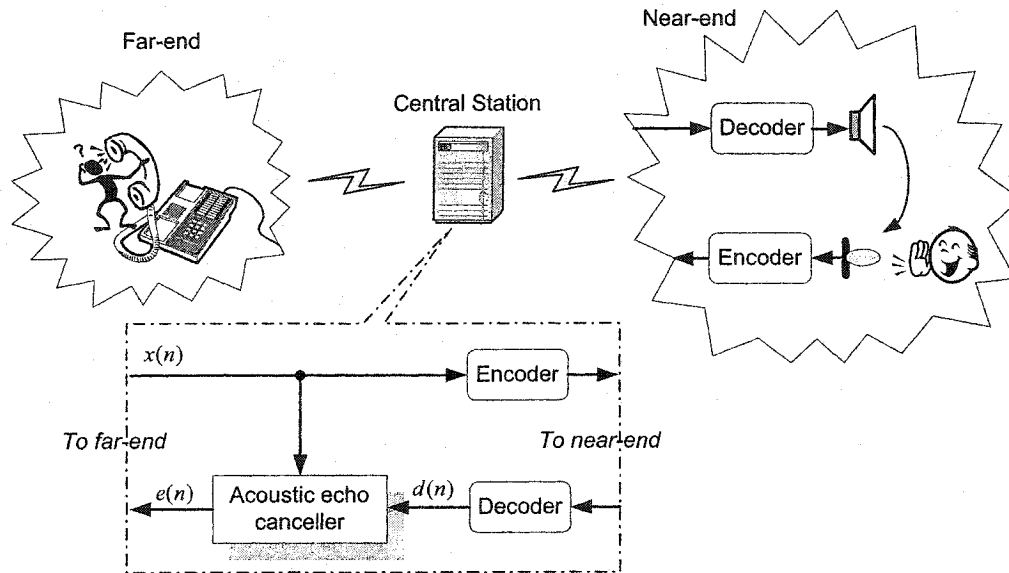 Far-end
Near-end
Central Station
Decoder
?
Encoder
x(n)
Encoder
To far-end
To near-end
e(n)
Acoustic echo
canceller
d(n)
Decoder